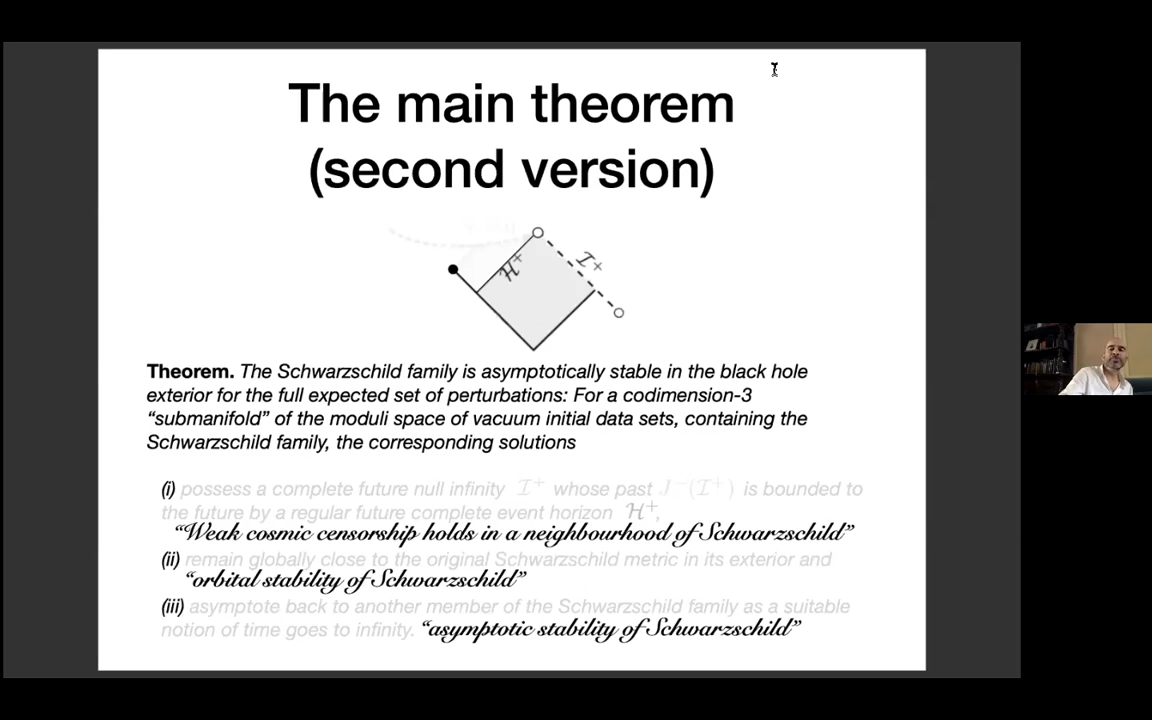 The main theorem
(second version)
H+
I+
Theorem. The Schwarzschild family is asymptotically stable in the black hole
exterior for the full expected set of perturbations: For a codimension-3
“submanifold” of the moduli space of vacuum initial data sets, containing the
Schwarzschild family, the corresponding solutions
(i) possess a complete future null infinity I+ whose past J−(I+) is bounded to
the future by a regular future complete event horizon H+,
“Weak cosmic censorship holds in a neighbourhood of Schwarzschild”
(ii) remain globally close to the original Schwarzschild metric in its exterior and
“orbital stability of Schwarzschild”
(iii) asymptote back to another member of the Schwarzschild family as a suitable
notion of time goes to infinity. “asymptotic stability of Schwarzschild”